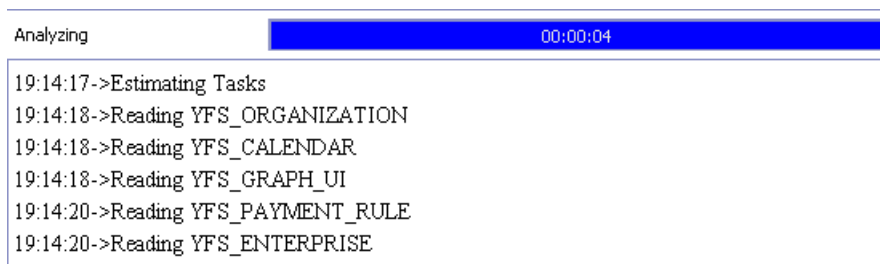 Analyzing 00:00:04
19:14:17->Estimating Tasks
19:14:18->Reading YFS_ORGANIZATION
19:14:18->Reading YFS_CALENDAR
19:14:18->Reading YFS_GRAPH_UI
19:14:20->Reading YFS_PAYMENT_RULE
19:14:20->Reading YFS_ENTERPRISE